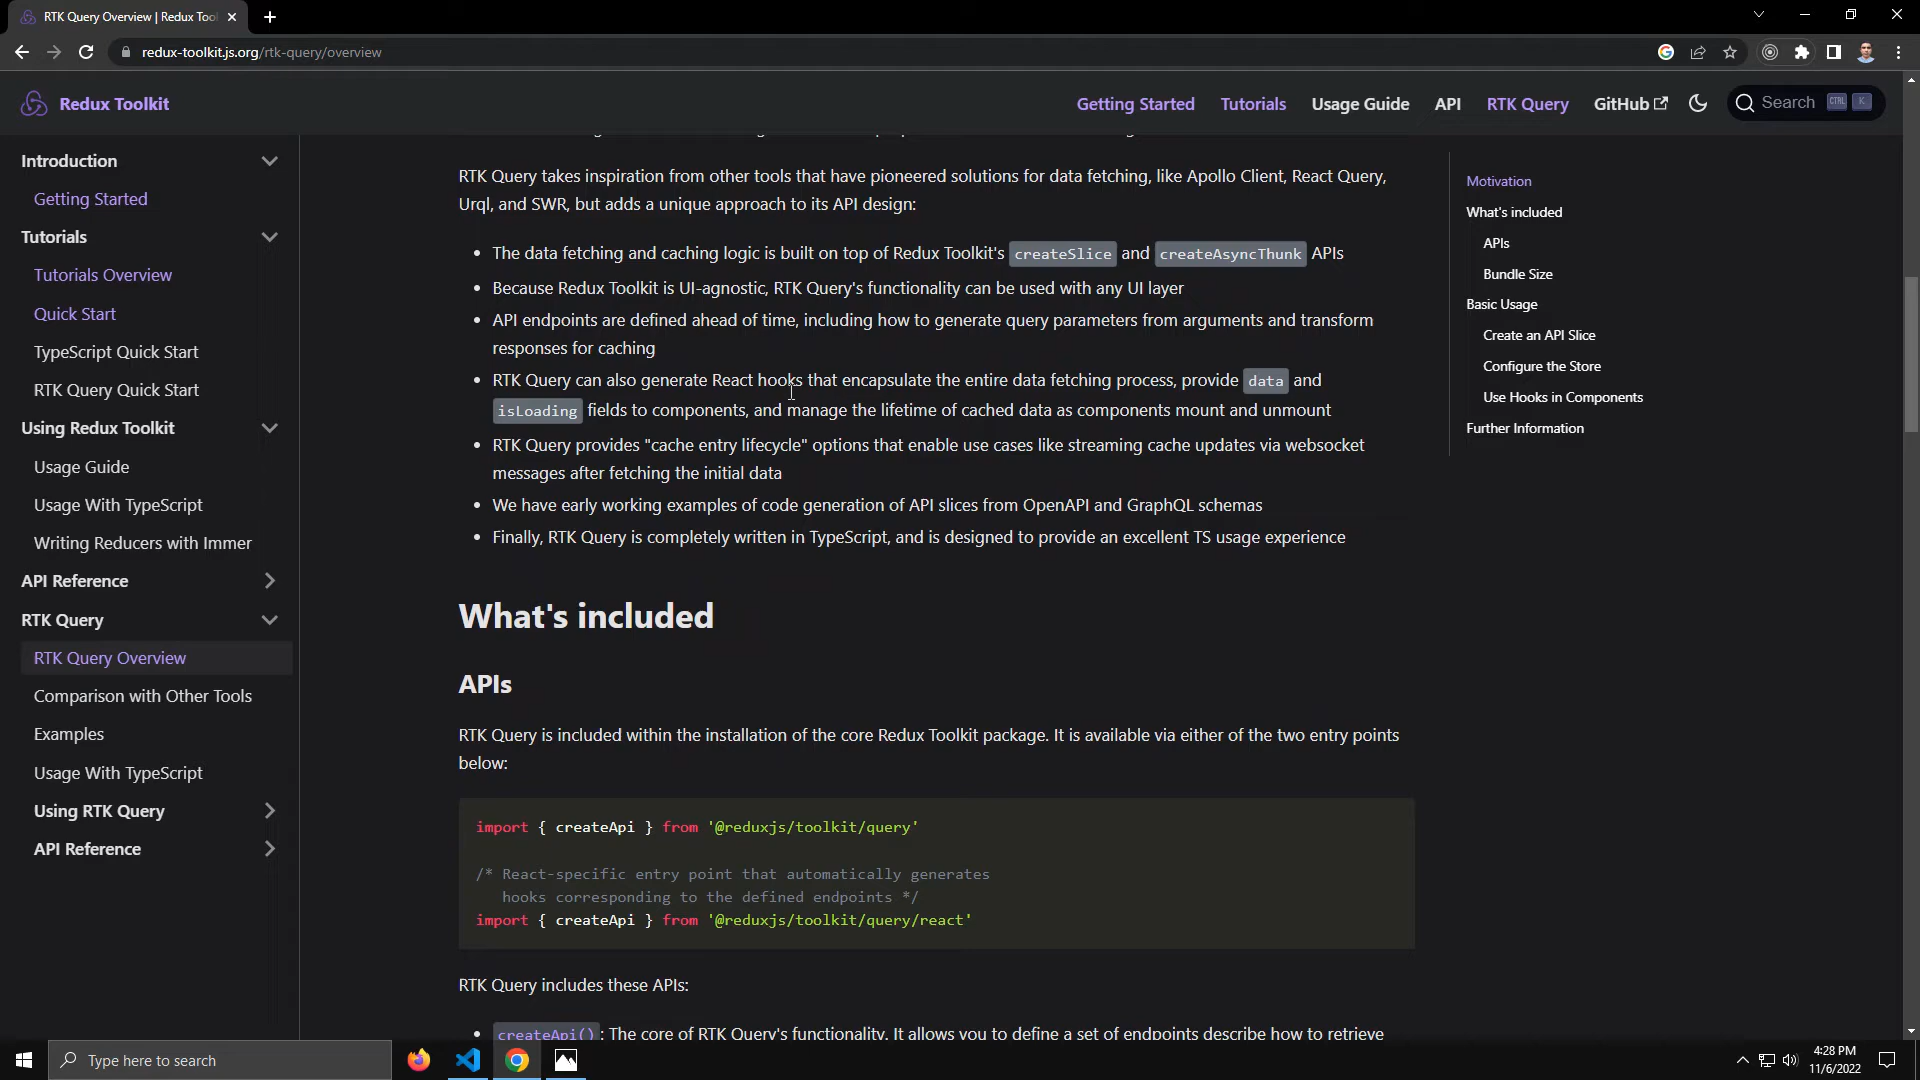 RTK Query Overview | Redux Too
redux-toolkit.js.org/rtk-query/overview
Redux Toolkit
Getting Started
Tutorials
Usage Guide
API
RTK Query
GitHub
Search
CTRL
K
Introduction
Getting Started
Tutorials
Tutorials Overview
Quick Start
TypeScript Quick Start
RTK Query Quick Start
Using Redux Toolkit
Usage Guide
Usage With TypeScript
Writing Reducers with Immer
API Reference
RTK Query
RTK Query Overview
Comparison with Other Tools
Examples
Usage With TypeScript
Using RTK Query
API Reference
RTK Query takes inspiration from other tools that have pioneered solutions for data fetching, like Apollo Client, React Query,
Urql, and SWR, but adds a unique approach to its API design:
• The data fetching and caching logic is built on top of Redux Toolkit's createSlice and createAsyncThunk APIs
• Because Redux Toolkit is UI-agnostic, RTK Query's functionality can be used with any UI layer
• API endpoints are defined ahead of time, including how to generate query parameters from arguments and transform
responses for caching
• RTK Query can also generate React hooks that encapsulate the entire data fetching process, provide data and
isLoading fields to components, and manage the lifetime of cached data as components mount and unmount
• RTK Query provides "cache entry lifecycle" options that enable use cases like streaming cache updates via websocket
messages after fetching the initial data
• We have early working examples of code generation of API slices from OpenAPI and GraphQL schemas
• Finally, RTK Query is completely written in TypeScript, and is designed to provide an excellent TS usage experience
What's included
APIs
RTK Query is included within the installation of the core Redux Toolkit package. It is available via either of the two entry points
below:
import { createApi } from '@reduxjs/toolkit/query'
/* React-specific entry point that automatically generates
hooks corresponding to the defined endpoints */
import { createApi } from '@reduxjs/toolkit/query/react'
RTK Query includes these APIs:
• createApi() : The core of RTK Query's functionality. It allows you to define a set of endpoints describe how to retrieve
Motivation
What's included
APIs
Bundle Size
Basic Usage
Create an API Slice
Configure the Store
Use Hooks in Components
Further Information
Type here to search
4:28 PM
11/6/2022